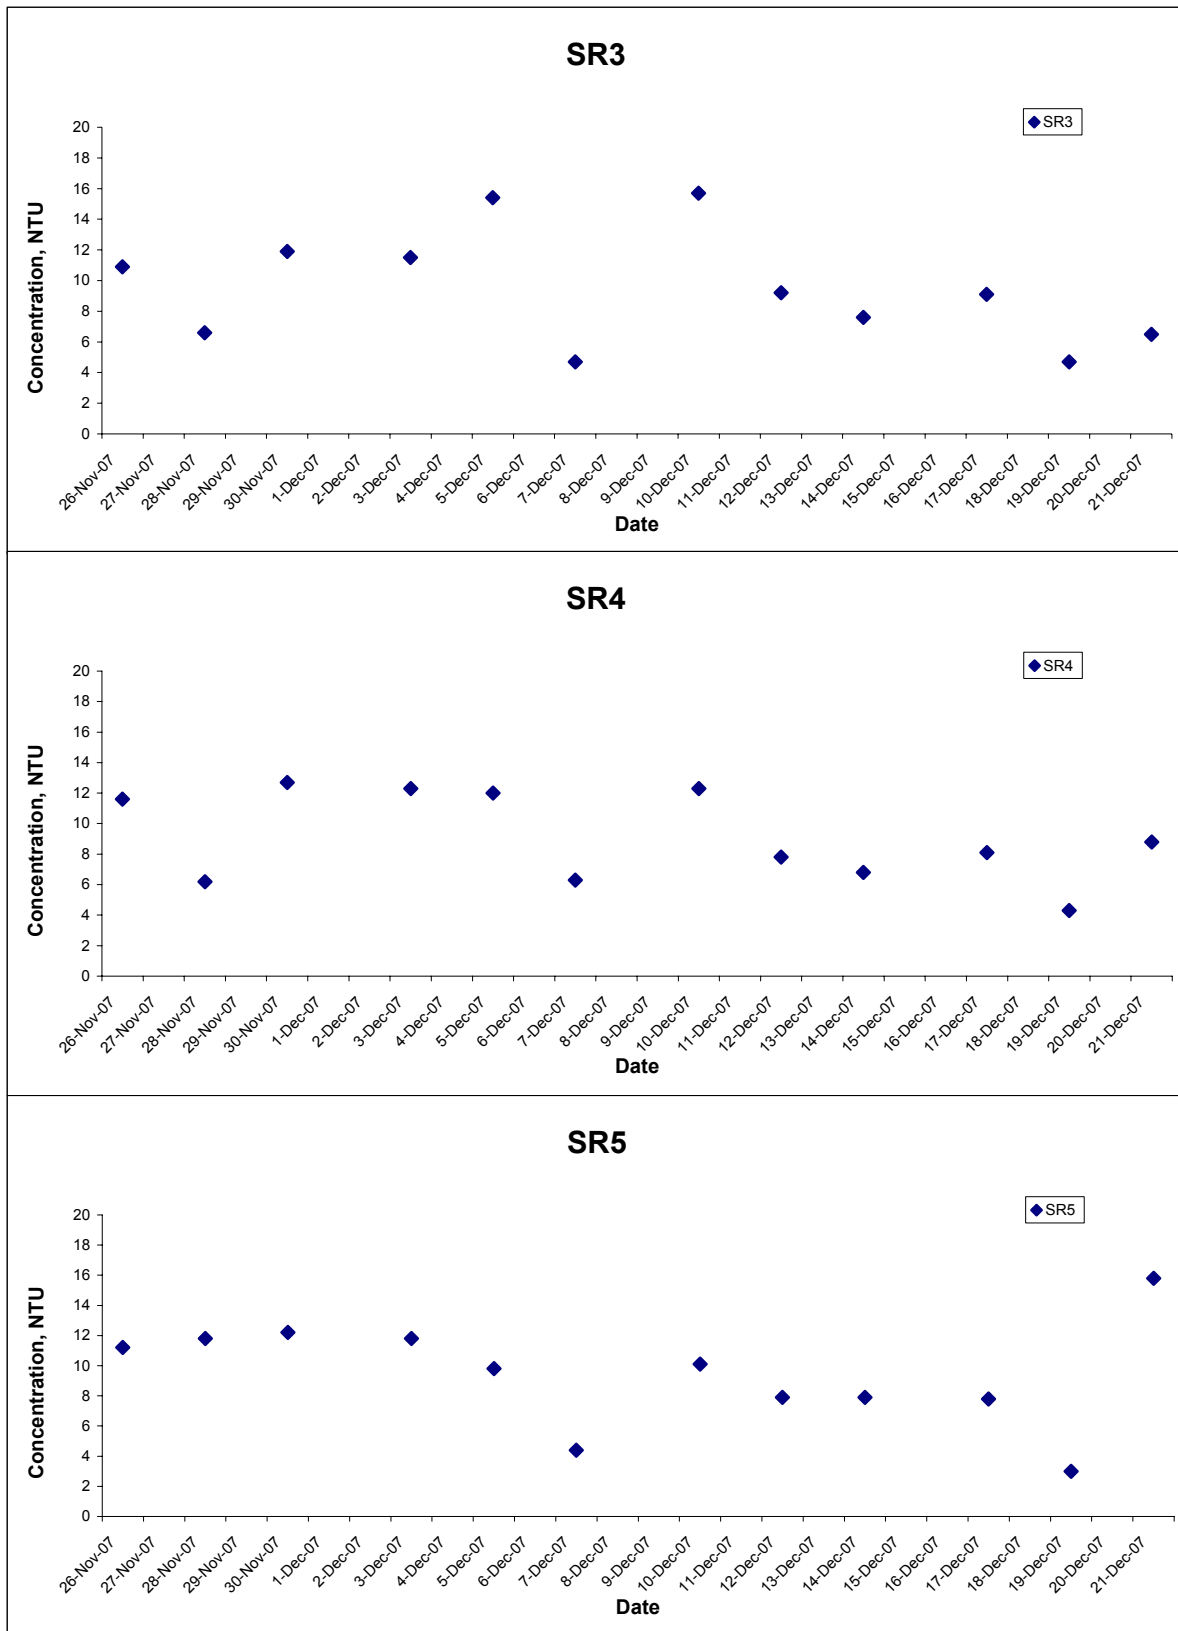 SR3
SR3
Concentration, NTU
20
18
16
14
12
10
8
6
4
2
0
26-Nov-07
27-Nov-07
28-Nov-07
29-Nov-07
30-Nov-07
1-Dec-07
2-Dec-07
3-Dec-07
4-Dec-07
5-Dec-07
6-Dec-07
7-Dec-07
8-Dec-07
9-Dec-07
10-Dec-07
11-Dec-07
12-Dec-07
13-Dec-07
14-Dec-07
15-Dec-07
16-Dec-07
17-Dec-07
18-Dec-07
19-Dec-07
20-Dec-07
21-Dec-07
Date
SR4
SR4
Concentration, NTU
20
18
16
14
12
10
8
6
4
2
0
26-Nov-07
27-Nov-07
28-Nov-07
29-Nov-07
30-Nov-07
1-Dec-07
2-Dec-07
3-Dec-07
4-Dec-07
5-Dec-07
6-Dec-07
7-Dec-07
8-Dec-07
9-Dec-07
10-Dec-07
11-Dec-07
12-Dec-07
13-Dec-07
14-Dec-07
15-Dec-07
16-Dec-07
17-Dec-07
18-Dec-07
19-Dec-07
20-Dec-07
21-Dec-07
Date
SR5
SR5
Concentration, NTU
20
18
16
14
12
10
8
6
4
2
0
26-Nov-07
27-Nov-07
28-Nov-07
29-Nov-07
30-Nov-07
1-Dec-07
2-Dec-07
3-Dec-07
4-Dec-07
5-Dec-07
6-Dec-07
7-Dec-07
8-Dec-07
9-Dec-07
10-Dec-07
11-Dec-07
12-Dec-07
13-Dec-07
14-Dec-07
15-Dec-07
16-Dec-07
17-Dec-07
18-Dec-07
19-Dec-07
20-Dec-07
21-Dec-07
Date